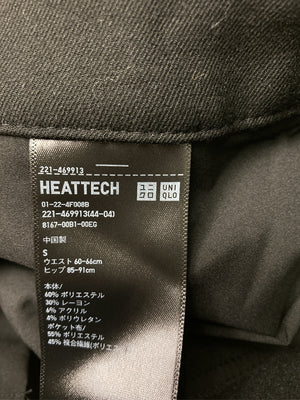 221-469913
HEATTECH
ユニ UNI
クロ QLO
01-22-4F008B
221-469913(44-04)
8167-00B1-00EG
中国製
S
ウエスト 60-66cm
ヒップ 85-91cm
本体/
60% ポリエステル
30% レーヨン
6% アクリル
4% ポリウレタン
ポケット布/
55% ポリエステル
45% 複合繊維(ポリエス